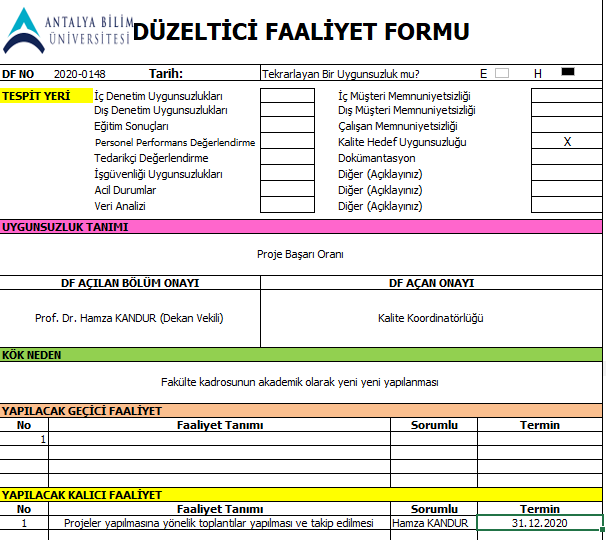 ANTALYA BİLİM
ÜNİVERSİTESİ
DÜZELTİCİ FAALİYET FORMU
DF NO 2020-0148 Tarih: Tekrarlayan Bir Uygunsuzluk mu? E H
TESPİT YERİ İç Denetim Uygunsuzlukları İç Müşteri Memnuniyetsizliği
Dış Denetim Uygunsuzlukları Dış Müşteri Memnuniyetsizliği
Eğitim Sonuçları Çalışan Memnuniyetsizliği
Personel Performans Değerlendirme Kalite Hedef Uygunsuzluğu X
Tedarikçi Değerlendirme Dokümantasyon
İşgüvenliği Uygunsuzlukları Diğer (Açıklayınız)
Acil Durumlar Diğer (Açıklayınız)
Veri Analizi Diğer (Açıklayınız)
UYGUNSUZLUK TANIMI
Proje Başarı Oranı
DF AÇILAN BÖLÜM ONAYI DF AÇAN ONAYI
Prof. Dr. Hamza KANDUR (Dekan Vekili) Kalite Koordinatörlüğü
KÖK NEDEN
Fakülte kadrosunun akademik olarak yeni yeni yapılanması
YAPILACAK GEÇİCİ FAALİYET
No Faaliyet Tanımı Sorumlu Termin
1
YAPILACAK KALICI FAALİYET
No Faaliyet Tanımı Sorumlu Termin
1 Projeler yapılmasına yönelik toplantılar yapılması ve takip edilmesi Hamza KANDUR 31.12.2020